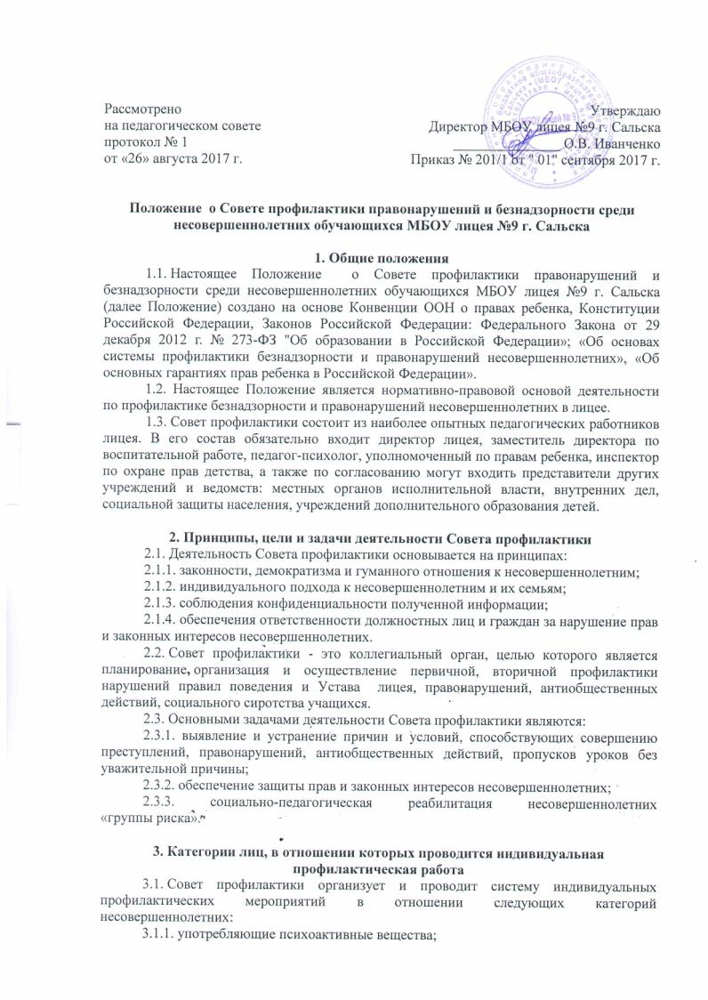 Рассмотрено
на педагогическом совете
протокол № 1
от «26» августа 2017 г.
Утверждаю
Директор МБОУ лицея №9 г. Сальска
_______________ О.В. Иванченко
Приказ № 201/1 от " 01" сентября 2017 г.
МБОУ лицей № 9
Положение о Совете профилактики правонарушений и безнадзорности среди
несовершеннолетних обучающихся МБОУ лицея №9 г. Сальска
1. Общие положения
1.1. Настоящее Положение о Совете профилактики правонарушений и
безнадзорности среди несовершеннолетних обучающихся МБОУ лицея №9 г. Сальска
(далее Положение) создано на основе Конвенции ООН о правах ребенка, Конституции
Российской Федерации, Законов Российской Федерации: Федерального Закона от 29
декабря 2012 г. № 273-ФЗ "Об образовании в Российской Федерации»; «Об основах
системы профилактики безнадзорности и правонарушений несовершеннолетних», «Об
основных гарантиях прав ребенка в Российской Федерации».
1.2. Настоящее Положение является нормативно-правовой основой деятельности
по профилактике безнадзорности и правонарушений несовершеннолетних в лицее.
1.3. Совет профилактики состоит из наиболее опытных педагогических работников
лицея. В его состав обязательно входит директор лицея, заместитель директора по
воспитательной работе, педагог-психолог, уполномоченный по правам ребенка, инспектор
по охране прав детства, а также по согласованию могут входить представители других
учреждений и ведомств: местных органов исполнительной власти, внутренних дел,
социальной защиты населения, учреждений дополнительного образования детей.
2. Принципы, цели и задачи деятельности Совета профилактики
2.1. Деятельность Совета профилактики основывается на принципах:
2.1.1. законности, демократизма и гуманного отношения к несовершеннолетним;
2.1.2. индивидуального подхода к несовершеннолетним и их семьям;
2.1.3. соблюдения конфиденциальности полученной информации;
2.1.4. обеспечения ответственности должностных лиц и граждан за нарушение прав
и законных интересов несовершеннолетних.
2.2. Совет профилактики - это коллегиальный орган, целью которого является
планирование, организация и осуществление первичной, вторичной профилактики
нарушений правил поведения и Устава лицея, правонарушений, антиобщественных
действий, социального сиротства учащихся.
2.3. Основными задачами деятельности Совета профилактики являются:
2.3.1. выявление и устранение причин и условий, способствующих совершению
преступлений, правонарушений, антиобщественных действий, пропусков уроков без
уважительной причины;
2.3.2. обеспечение защиты прав и законных интересов несовершеннолетних;
2.3.3. социально-педагогическая реабилитация несовершеннолетних
«группы риска».
3. Категории лиц, в отношении которых проводится индивидуальная
профилактическая работа
3.1. Совет профилактики организует и проводит систему индивидуальных
профилактических мероприятий в отношении следующих категорий
несовершеннолетних:
3.1.1. употребляющие психоактивные вещества;